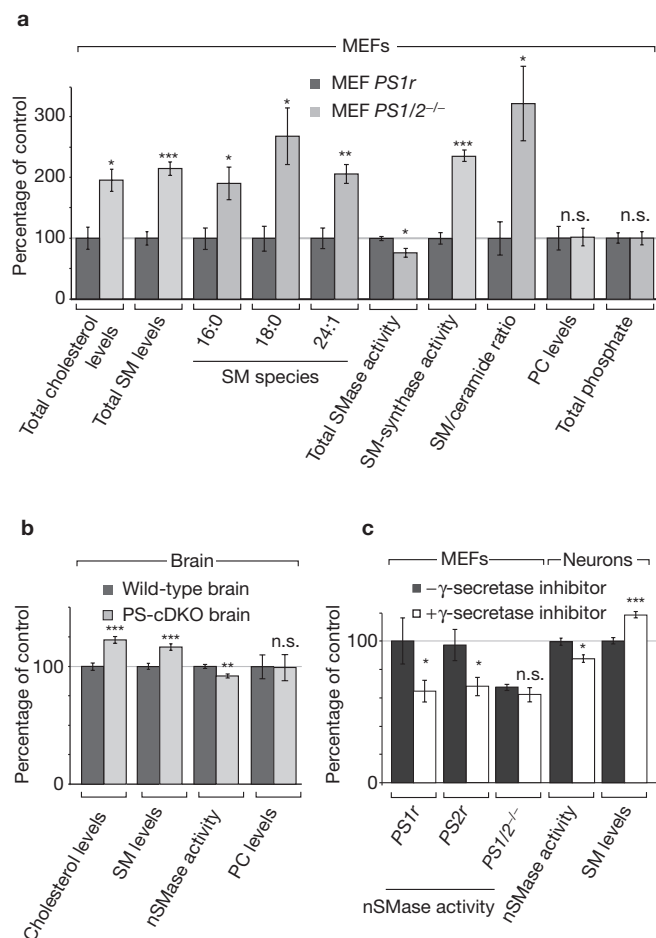 a
MEFs
MEF PS1r
MEF PS1/2–/–
Percentage of control
300
200
100
0
*
***
*
*
**
*
***
*
n.s.
n.s.
Total cholesterol
levels
Total SM levels
16:0
18:0
24:1
SM species
Total SMase activity
SM-synthase activity
SM/ceramide ratio
PC levels
Total phosphate
b
Brain
Wild-type brain
PS-cDKO brain
Percentage of control
100
0
***
***
**
n.s.
Cholesterol levels
SM levels
nSMase activity
PC levels
c
MEFs
Neurons
–γ-secretase inhibitor
+γ-secretase inhibitor
Percentage of control
100
0
*
*
n.s.
*
***
PS1r
PS2r
PS1/2–/–
nSMase activity
nSMase activity
SM levels